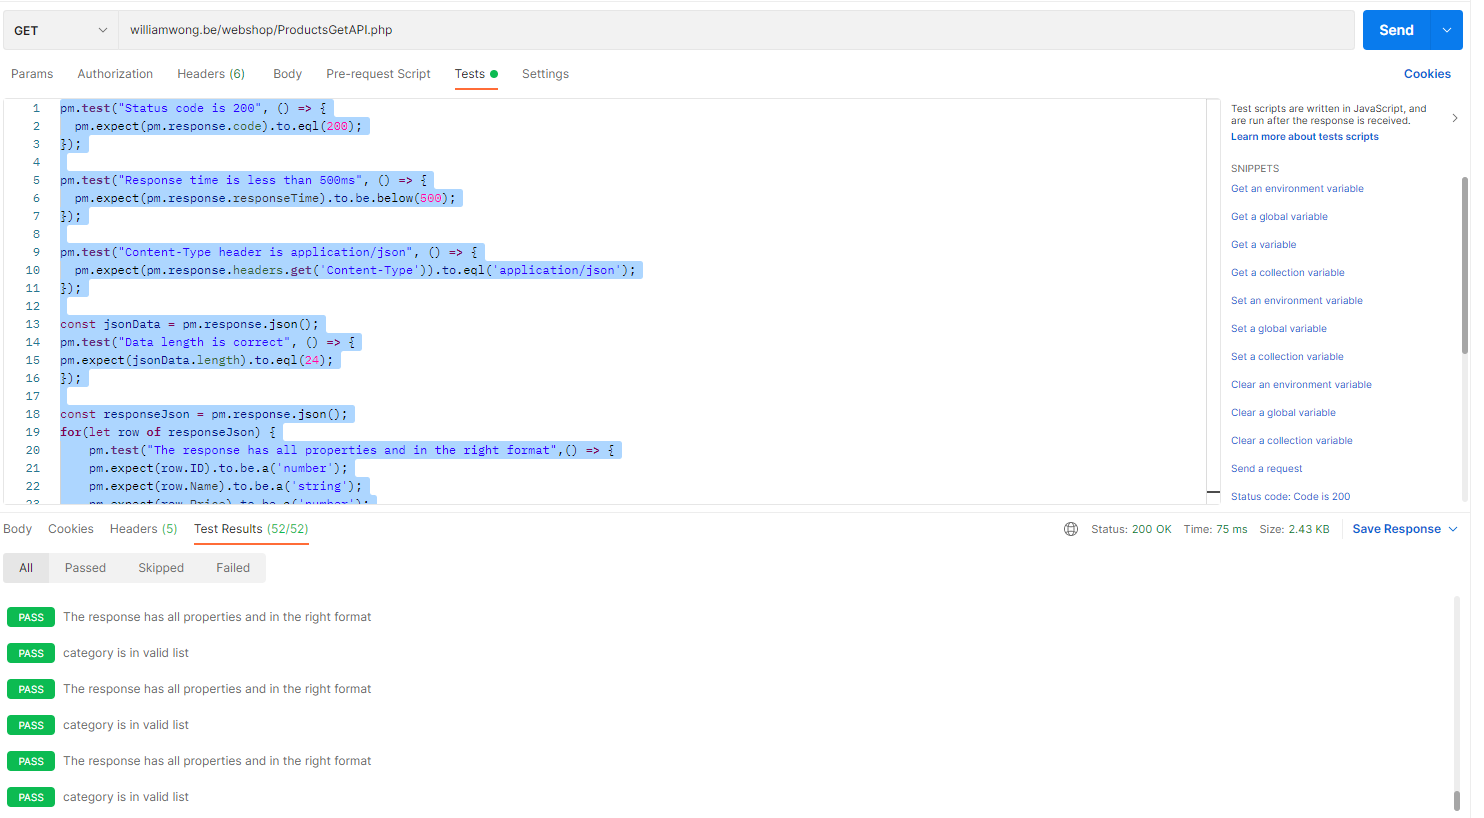 GET
williamwong.be/webshop/ProductsGetAPI.php
Send
Params Authorization Headers (6) Body Pre-request Script Tests Settings Cookies
1 pm.test("Status code is 200", () => {
2 pm.expect(pm.response.code).to.eql(200);
3 });
4
5 pm.test("Response time is less than 500ms", () => {
6 pm.expect(pm.response.responseTime).to.be.below(500);
7 });
8
9 pm.test("Content-Type header is application/json", () => {
10 pm.expect(pm.response.headers.get('Content-Type')).to.eql('application/json');
11 });
12
13 const jsonData = pm.response.json();
14 pm.test("Data length is correct", () => {
15 pm.expect(jsonData.length).to.eql(24);
16 });
17
18 const responseJson = pm.response.json();
19 for(let row of responseJson) {
20 pm.test("The response has all properties and in the right format",() => {
21 pm.expect(row.ID).to.be.a('number');
22 pm.expect(row.Name).to.be.a('string');
23 pm.expect(row.Price).to.be.a('number');
Test scripts are written in JavaScript, and
are run after the response is received.
Learn more about tests scripts
SNIPPETS
Get an environment variable
Get a global variable
Get a variable
Get a collection variable
Set an environment variable
Set a global variable
Set a collection variable
Clear an environment variable
Clear a global variable
Clear a collection variable
Send a request
Status code: Code is 200
Body Cookies Headers (5) Test Results (52/52) Status: 200 OK Time: 75 ms Size: 2.43 KB Save Response
All Passed Skipped Failed
PASS The response has all properties and in the right format
PASS category is in valid list
PASS The response has all properties and in the right format
PASS category is in valid list
PASS The response has all properties and in the right format
PASS category is in valid list